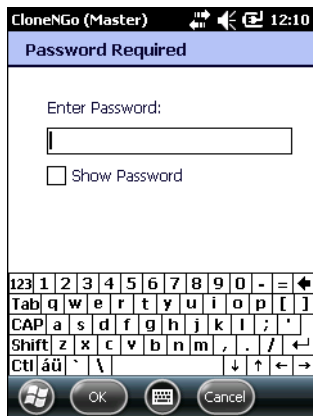 CloneNGo (Master) 12:10
Password Required
Enter Password:
Show Password
123 1 2 3 4 5 6 7 8 9 0 - =
Tab q w e r t y u i o p [ ]
CAP a s d f g h j k l ; '
Shift z x c v b n m , . /
Ctl áü ` \
OK Cancel